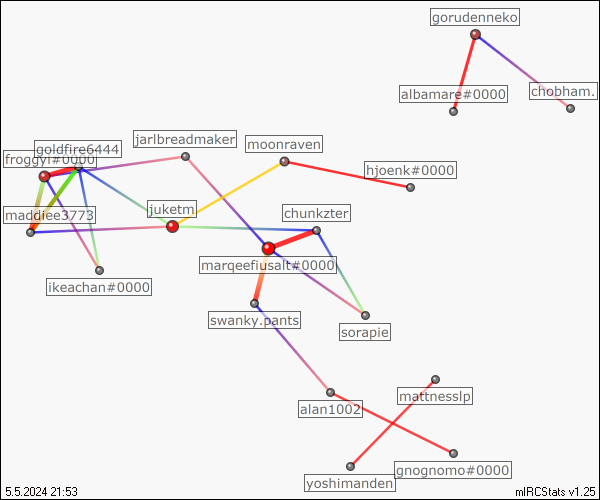 gorudenneko
albamare#0000
chobham.
jarlbreadmaker
goldfire6444
moonraven
froggyl#0000
hjoenk#0000
juketm
chunkzter
maddiee3773
marqeefiusalt#0000
ikeachan#0000
swanky.pants
sorapie
mattnesslp
alan1002
gnognomo#0000
yoshimanden
5.5.2024 21:53
mIRCStats v1.25